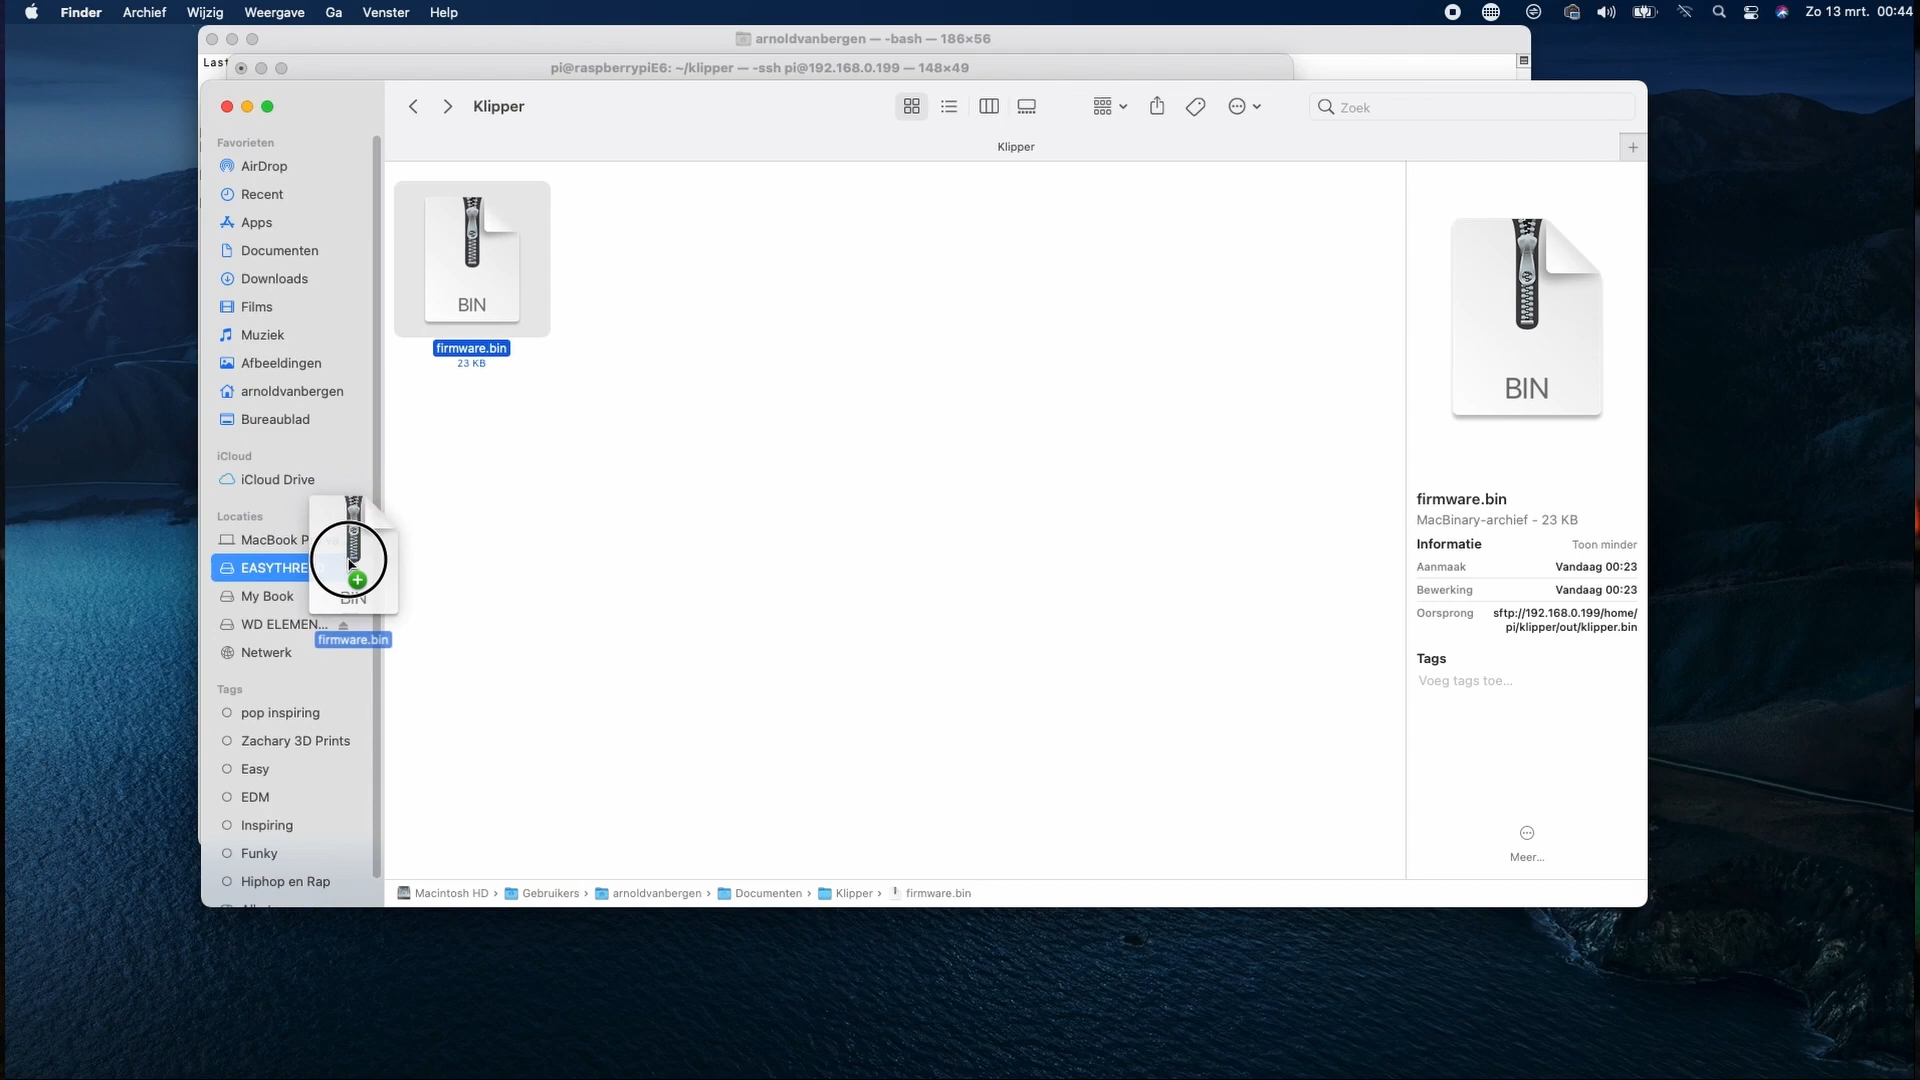 Finder Archief Wijzig Weergave Ga Venster Help Zo 13 mrt. 00:44
arnoldvanbergen — -bash — 186×56
Last
pi@raspberrypiE6: ~/klipper — -ssh pi@192.168.0.199 — 148×49
Klipper
Zoek
Klipper
Favorieten
AirDrop
Recent
Apps
Documenten
Downloads
Films
Muziek
Afbeeldingen
arnoldvanbergen
Bureaublad
iCloud
iCloud Drive
Locaties
MacBook P
EASYTHRE
My Book
WD ELEMEN...
Netwerk
Tags
pop inspiring
Zachary 3D Prints
Easy
EDM
Inspiring
Funky
Hiphop en Rap
BIN
firmware.bin
23 KB
BIN
firmware.bin
BIN
firmware.bin
MacBinary-archief - 23 KB
Informatie Toon minder
Aanmaak Vandaag 00:23
Bewerking Vandaag 00:23
Oorsprong sftp://192.168.0.199/home/
pi/klipper/out/klipper.bin
Tags
Voeg tags toe...
Meer...
Macintosh HD › Gebruikers › arnoldvanbergen › Documenten › Klipper › firmware.bin